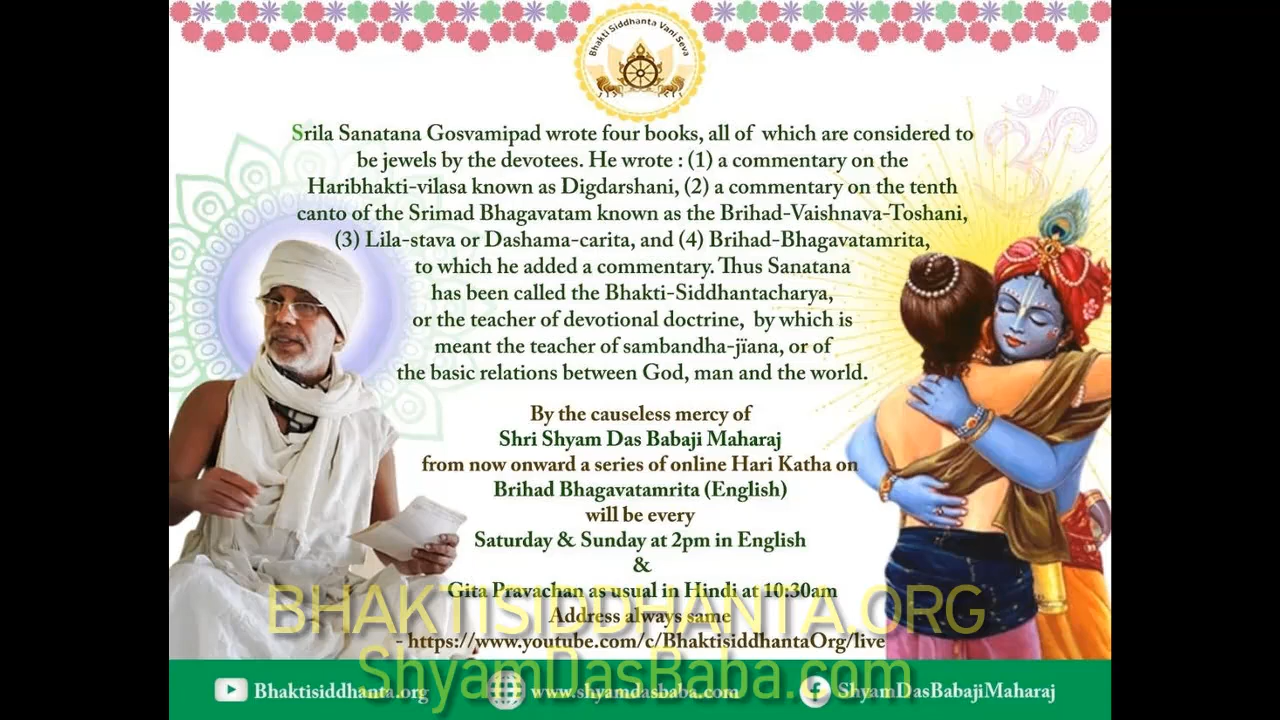 Bhakti Siddhanta Vani Seva
Srila Sanatana Gosvamipad wrote four books, all of which are considered to
be jewels by the devotees. He wrote : (1) a commentary on the
Haribhakti-vilasa known as Digdarshani, (2) a commentary on the tenth
canto of the Srimad Bhagavatam known as the Brihad-Vaishnava-Toshani,
(3) Lila-stava or Dashama-carita, and (4) Brihad-Bhagavatamrita,
to which he added a commentary. Thus Sanatana
has been called the Bhakti-Siddhantacharya,
or the teacher of devotional doctrine, by which is
meant the teacher of sambandha-jïana, or of
the basic relations between God, man and the world.
By the causeless mercy of
Shri Shyam Das Babaji Maharaj
from now onward a series of online Hari Katha on
Brihad Bhagavatamrita (English)
will be every
Saturday & Sunday at 2pm in English
&
Gita Pravachan as usual in Hindi at 10:30am
BHAKTISIDDHANTA.ORG
Address always same
- https://www.youtube.com/c/BhaktisiddhantaOrg/live
ShyamDasBaba.com
Bhaktisiddhanta.org
www.shyamdasbaba.com
ShyamDasBabajiMaharaj